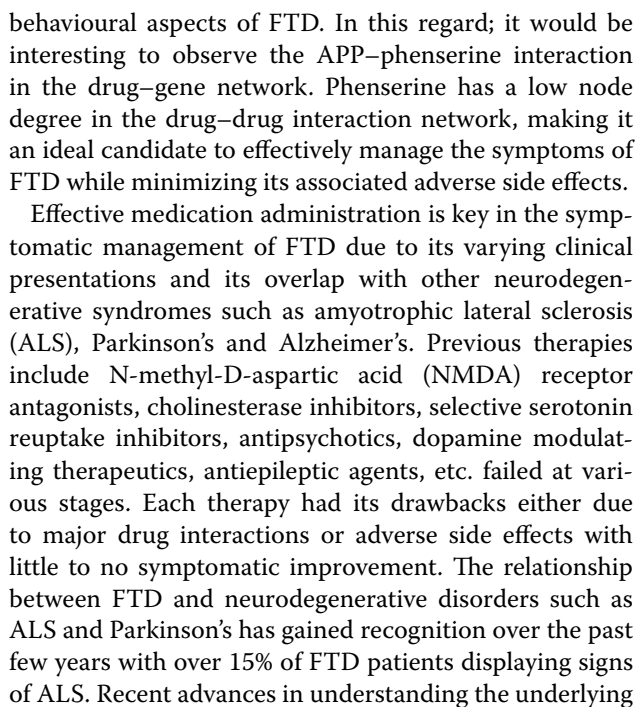 behavioural aspects of FTD. In this regard; it would be
interesting to observe the APP–phenserine interaction
in the drug–gene network. Phenserine has a low node
degree in the drug–drug interaction network, making it
an ideal candidate to effectively manage the symptoms of
FTD while minimizing its associated adverse side effects.
Effective medication administration is key in the symp-
tomatic management of FTD due to its varying clinical
presentations and its overlap with other neurodegen-
erative syndromes such as amyotrophic lateral sclerosis
(ALS), Parkinson's and Alzheimer's. Previous therapies
include N-methyl-D-aspartic acid (NMDA) receptor
antagonists, cholinesterase inhibitors, selective serotonin
reuptake inhibitors, antipsychotics, dopamine modulat-
ing therapeutics, antiepileptic agents, etc. failed at vari-
ous stages. Each therapy had its drawbacks either due
to major drug interactions or adverse side effects with
little to no symptomatic improvement. The relationship
between FTD and neurodegenerative disorders such as
ALS and Parkinson's has gained recognition over the past
few years with over 15% of FTD patients displaying signs
of ALS. Recent advances in understanding the underlying